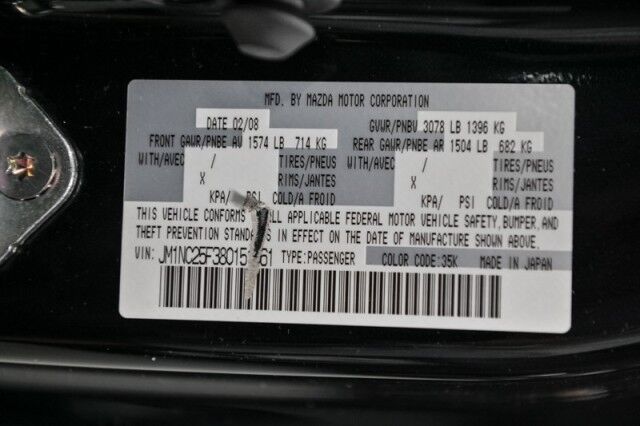 MFD. BY MAZDA MOTOR CORPORATION
DATE 02/08 GVWR/PNBV 3078 LB 1396 KG
FRONT GAWR/PNBE AV 1574 LB 714 KG REAR GAWR/PNBE AR 1504 LB 682 KG
WITH/AVEC / TIRES/PNEUS WITH/AVEC / TIRES/PNEUS
X RIMS/JANTES X RIMS/JANTES
KPA/ PSI COLD/A FROID KPA/ PSI COLD/A FROID
THIS VEHICLE CONFORMS APPLICABLE FEDERAL MOTOR VEHICLE SAFETY, BUMPER, AND
THEFT PREVENTION IN EFFECT ON THE DATE OF MANUFACTURE SHOWN ABOVE.
VIN: TYPE:PASSENGER COLOR CODE:35K MADE IN JAPAN